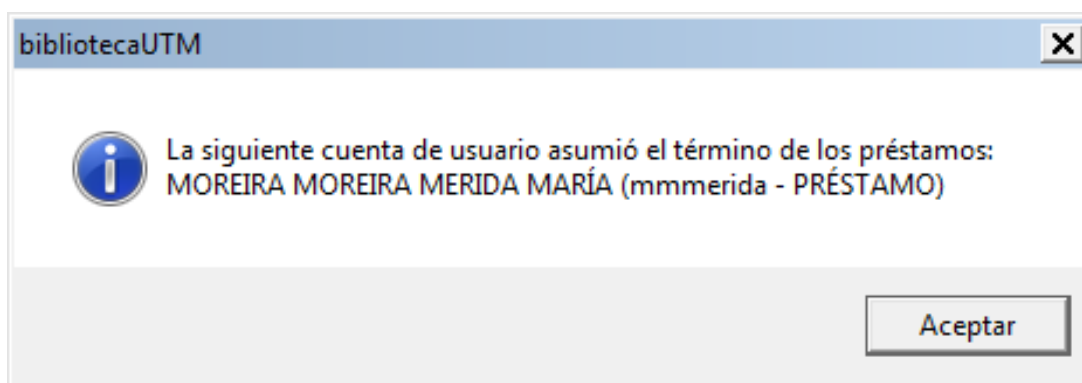 bibliotecaUTM
La siguiente cuenta de usuario asumió el término de los préstamos:
MOREIRA MOREIRA MERIDA MARÍA (mmmerida - PRÉSTAMO)
Aceptar